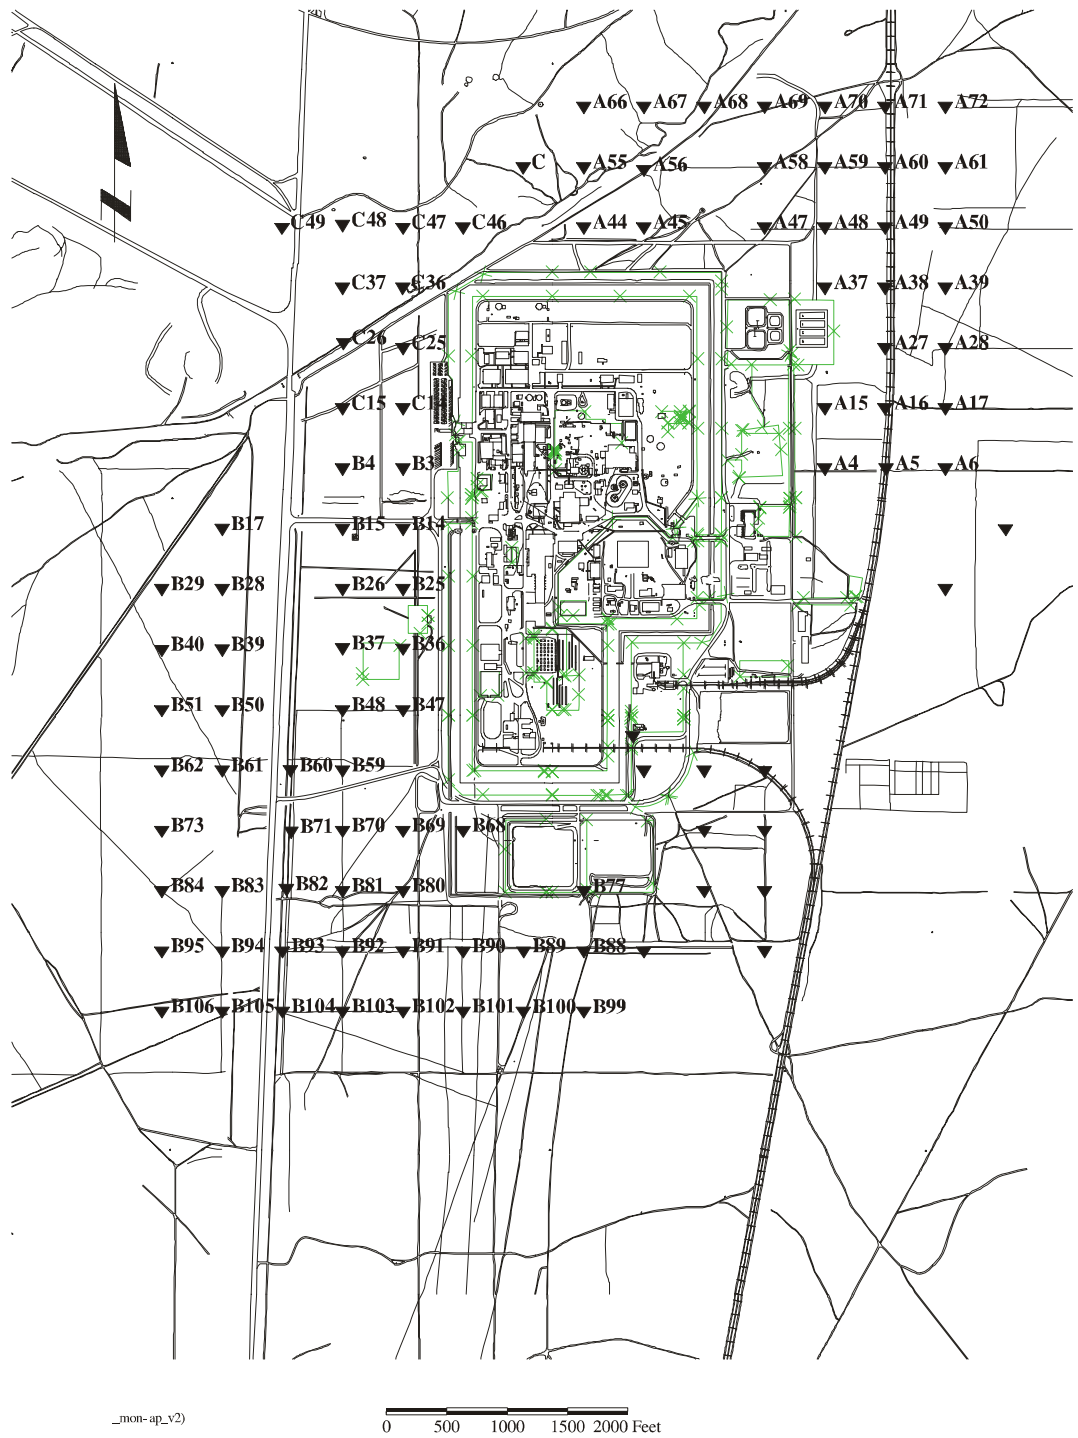 A66 A67 A68 A69 A70 A71 A72
C A55 A56 A58 A59 A60 A61
C49 C48 C47 C46 A44 A45 A47 A48 A49 A50
C37 C36 A37 A38 A39
C26 C25 A27 A28
C15 A15 A16 A17
B4 B3 A4 A5 A6
B17 B15 B14
B29 B28 B26 B25
B40 B39 B37 B36
B51 B50 B48 B47
B62 B61 B60 B59
B73 B71 B70 B69 B68
B84 B83 B82 B81 B80 B77
B95 B94 B93 B92 B91 B90 B89 B88
B106 B105 B104 B103 B102 B101 B100 B99
_mon-ap_v2)
0 500 1000 1500 2000 Feet